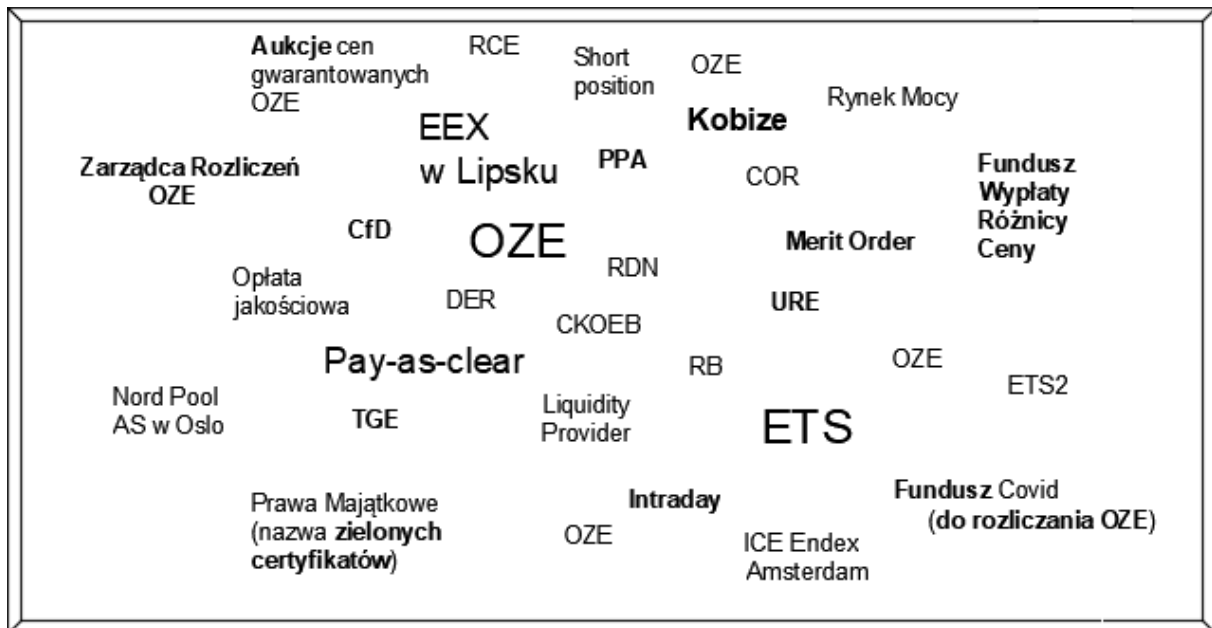 Aukcje cen
gwarantowanych
OZE
RCE
Short
position
OZE
Rynek Mocy
EEX
w Lipsku
Kobize
Zarządca Rozliczeń
OZE
PPA
COR
Fundusz
Wypłaty
Różnicy
Ceny
CfD
OZE
Merit Order
RDN
Opłata
jakościowa
DER
URE
CKOEB
Pay-as-clear
RB
OZE
ETS2
Nord Pool
AS w Oslo
TGE
Liquidity
Provider
ETS
Prawa Majątkowe
(nazwa zielonych
certyfikatów)
Intraday
Fundusz Covid
(do rozliczania OZE)
OZE
ICE Endex
Amsterdam